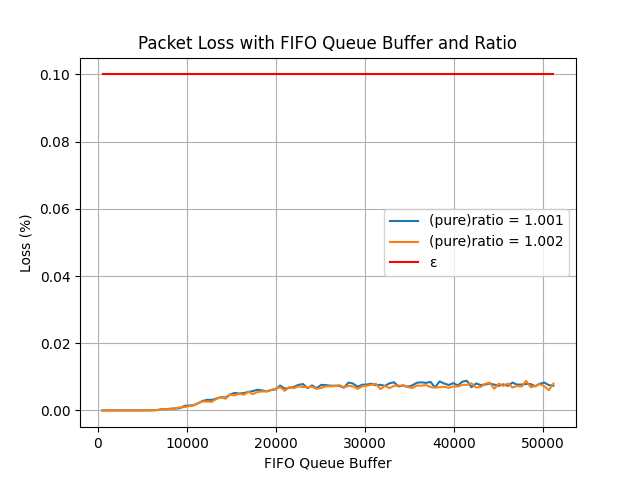 Packet Loss with FIFO Queue Buffer and Ratio
Loss (%)
0.10
0.08
0.06
0.04
0.02
0.00
(pure)ratio = 1.001
(pure)ratio = 1.002
ε
0 10000 20000 30000 40000 50000
FIFO Queue Buffer